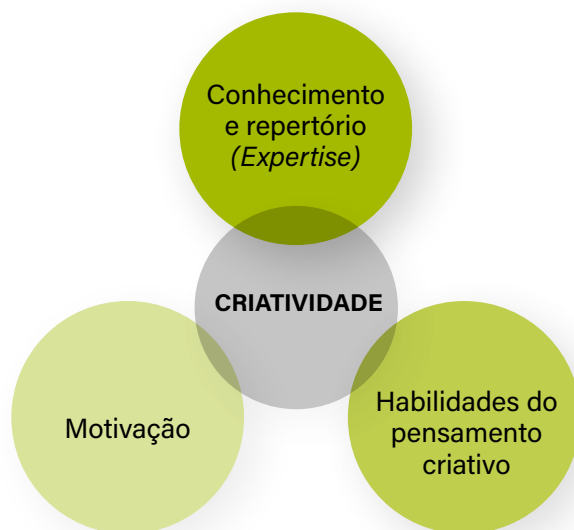 Conhecimento
e repertório
(Expertise)
CRIATIVIDADE
Motivação
Habilidades do
pensamento
criativo